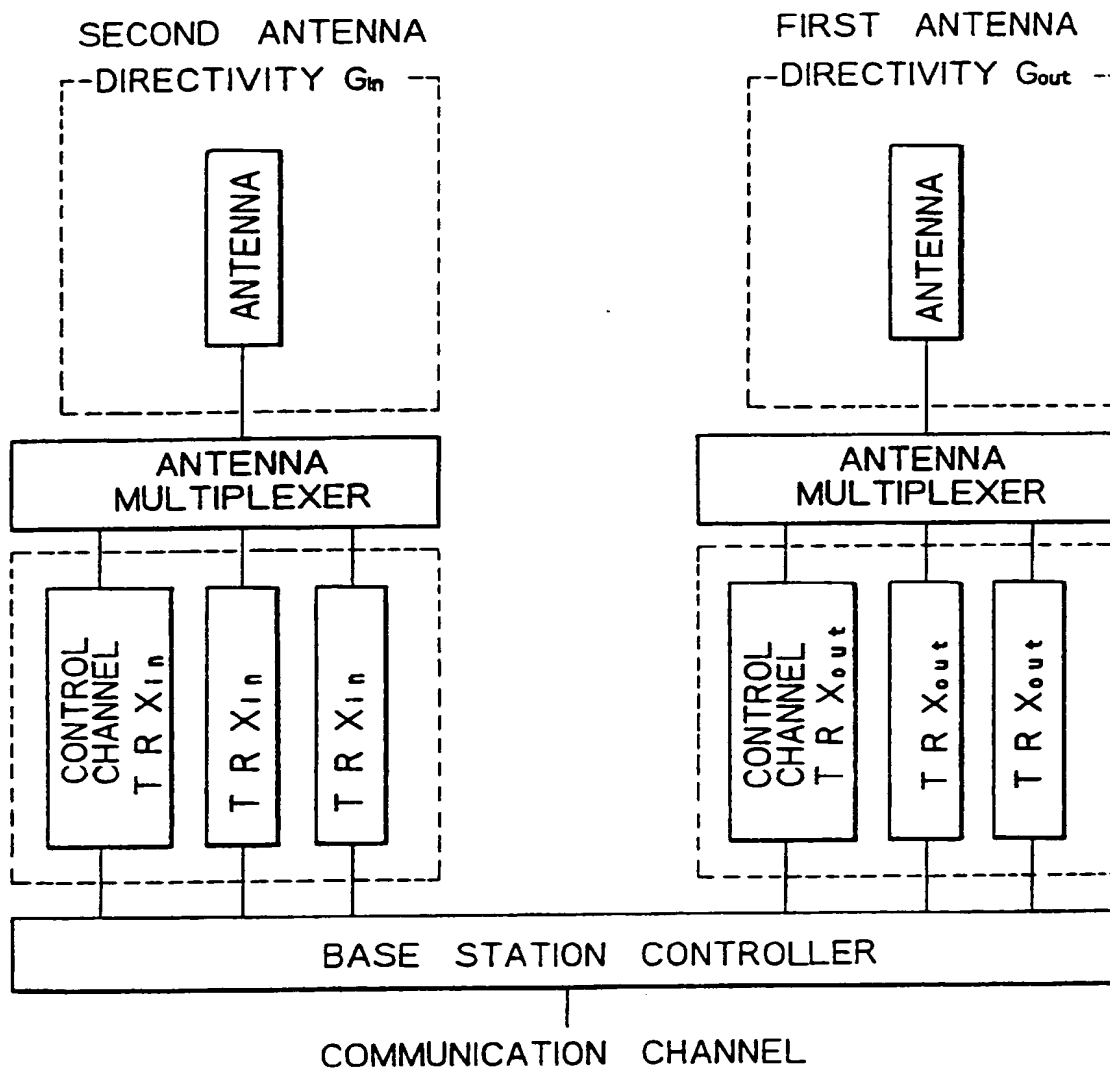 SECOND ANTENNA
DIRECTIVITY Gin
ANTENNA
ANTENNA
MULTIPLEXER
CONTROL
CHANNEL
TRXin
TRXin
TRXin
FIRST ANTENNA
DIRECTIVITY Gout
ANTENNA
ANTENNA
MULTIPLEXER
CONTROL
CHANNEL
TRXout
TRXout
TRXout
BASE STATION CONTROLLER
COMMUNICATION CHANNEL